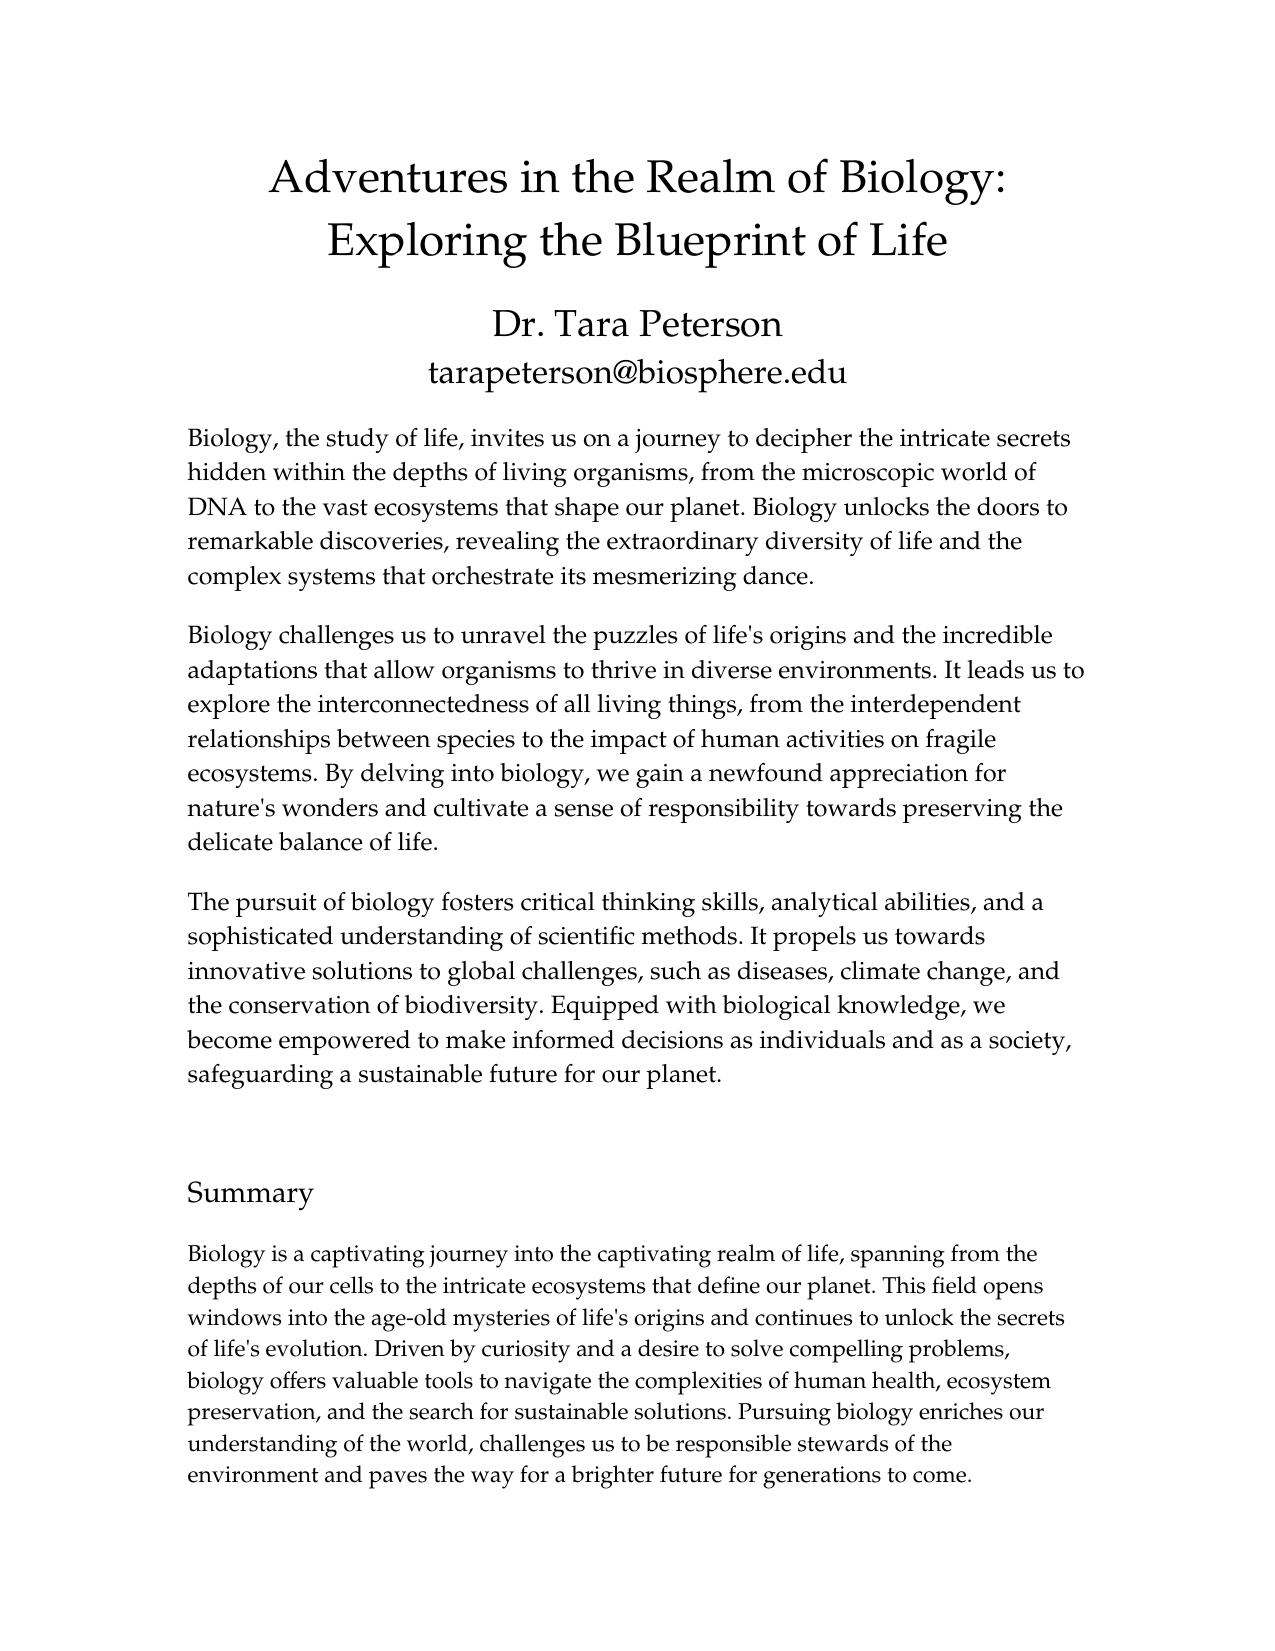 Adventures in the Realm of Biology:
Exploring the Blueprint of Life
Dr. Tara Peterson
tarapeterson@biosphere.edu
Biology, the study of life, invites us on a journey to decipher the intricate secrets
hidden within the depths of living organisms, from the microscopic world of
DNA to the vast ecosystems that shape our planet. Biology unlocks the doors to
remarkable discoveries, revealing the extraordinary diversity of life and the
complex systems that orchestrate its mesmerizing dance.
Biology challenges us to unravel the puzzles of life's origins and the incredible
adaptations that allow organisms to thrive in diverse environments. It leads us to
explore the interconnectedness of all living things, from the interdependent
relationships between species to the impact of human activities on fragile
ecosystems. By delving into biology, we gain a newfound appreciation for
nature's wonders and cultivate a sense of responsibility towards preserving the
delicate balance of life.
The pursuit of biology fosters critical thinking skills, analytical abilities, and a
sophisticated understanding of scientific methods. It propels us towards
innovative solutions to global challenges, such as diseases, climate change, and
the conservation of biodiversity. Equipped with biological knowledge, we
become empowered to make informed decisions as individuals and as a society,
safeguarding a sustainable future for our planet.
Summary
Biology is a captivating journey into the captivating realm of life, spanning from the
depths of our cells to the intricate ecosystems that define our planet. This field opens
windows into the age-old mysteries of life's origins and continues to unlock the secrets
of life's evolution. Driven by curiosity and a desire to solve compelling problems,
biology offers valuable tools to navigate the complexities of human health, ecosystem
preservation, and the search for sustainable solutions. Pursuing biology enriches our
understanding of the world, challenges us to be responsible stewards of the
environment and paves the way for a brighter future for generations to come.